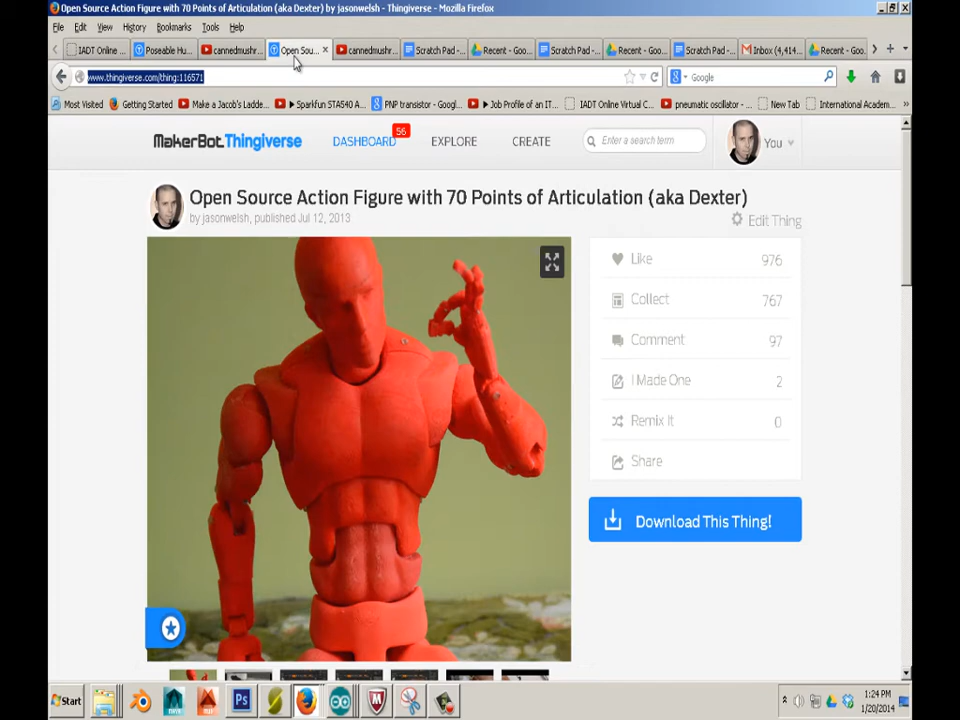 Open Source Action Figure with 70 Points of Articulation (aka Dexter) by jasonwelsh - Thingiverse - Mozilla Firefox
File Edit View History Bookmarks Tools Help
IADT Online ... Poseable Hu... cannedmushr... Open Sou... cannedmushr... Scratch Pad -... Recent - Goo... Scratch Pad -... Recent - Goo... Scratch Pad -... Inbox (4,414... Recent - Goo...
www.thingiverse.com/thing:116571 Google
Most Visited Getting Started Make a Jacob's Ladde... Sparkfun STA540 A... PNP transistor - Googl... Job Profile of an IT... IADT Online Virtual C... pneumatic oscillator -... New Tab International Academ...
MakerBot Thingiverse DASHBOARD 56 EXPLORE CREATE Enter a search term You
Open Source Action Figure with 70 Points of Articulation (aka Dexter)
by jasonwelsh, published Jul 12, 2013
Edit Thing
Like 976
Collect 767
Comment 97
I Made One 2
Remix It 0
Share
Download This Thing!
Start Ps 1:24 PM
1/20/2014